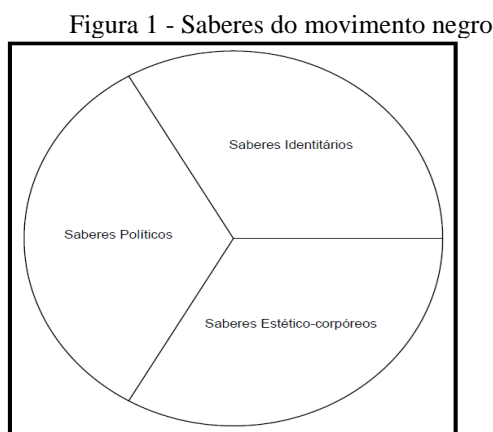 Figura 1 - Saberes do movimento negro
Saberes Identitários
Saberes Políticos
Saberes Estético-corpóreos